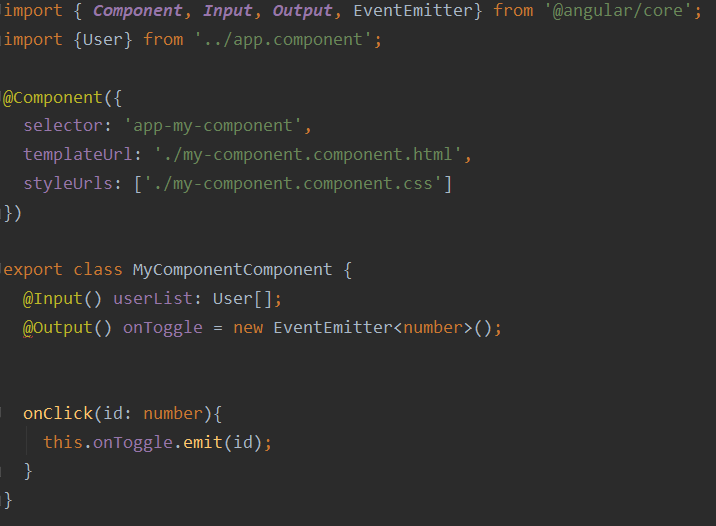 import { Component, Input, Output, EventEmitter} from '@angular/core';
import {User} from '../app.component';
@Component({
  selector: 'app-my-component',
  templateUrl: './my-component.component.html',
  styleUrls: ['./my-component.component.css']
})
export class MyComponentComponent {
  @Input() userList: User[];
  @Output() onToggle = new EventEmitter<number>();
  onClick(id: number){
    this.onToggle.emit(id);
  }
}